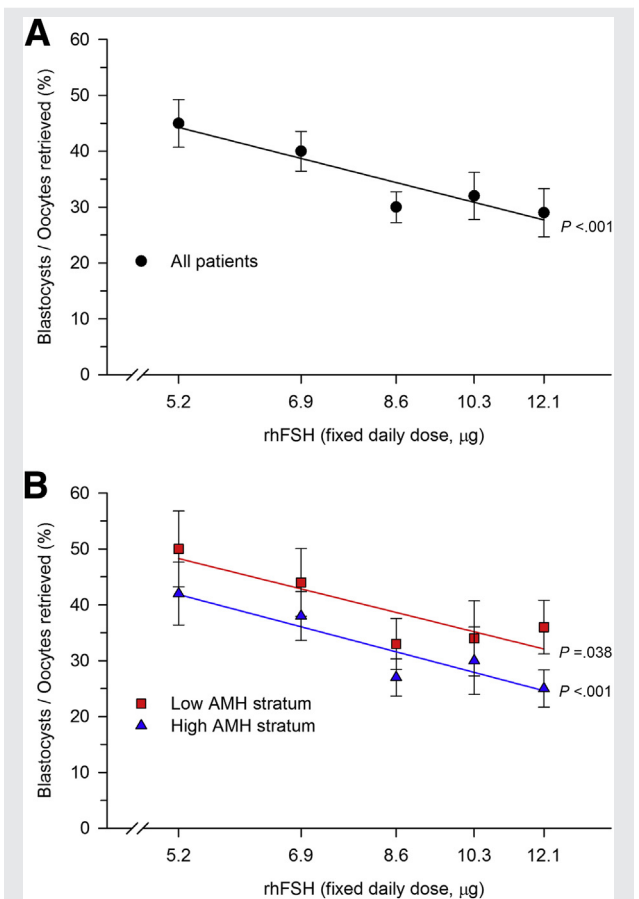 A
60
50
40
30
20
10
0
Blastocysts / Oocytes retrieved (%)
All patients
P <.001
5.2 6.9 8.6 10.3 12.1
rhFSH (fixed daily dose, µg)
B
60
50
40
30
20
10
0
Blastocysts / Oocytes retrieved (%)
P =.038
P <.001
Low AMH stratum
High AMH stratum
5.2 6.9 8.6 10.3 12.1
rhFSH (fixed daily dose, µg)